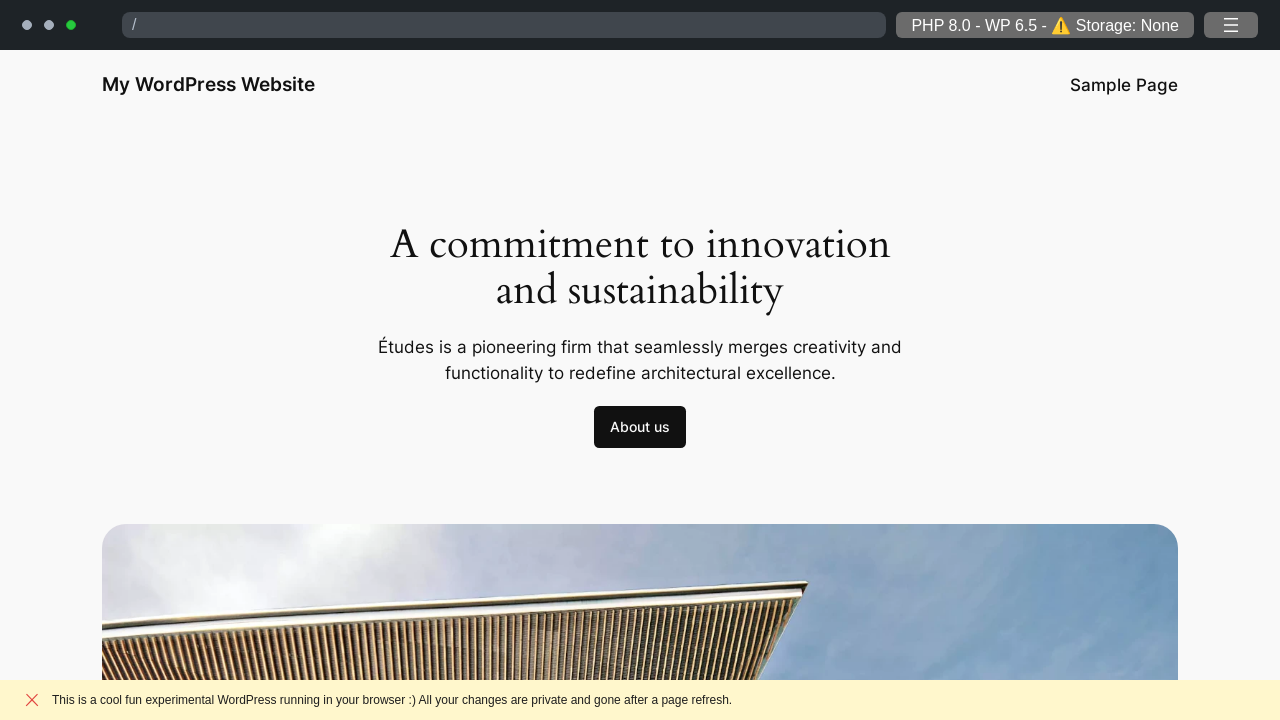 /
PHP 8.0 - WP 6.5 - ⚠️ Storage: None
My WordPress Website
Sample Page
A commitment to innovation
and sustainability
Études is a pioneering firm that seamlessly merges creativity and
functionality to redefine architectural excellence.
About us
This is a cool fun experimental WordPress running in your browser :) All your changes are private and gone after a page refresh.